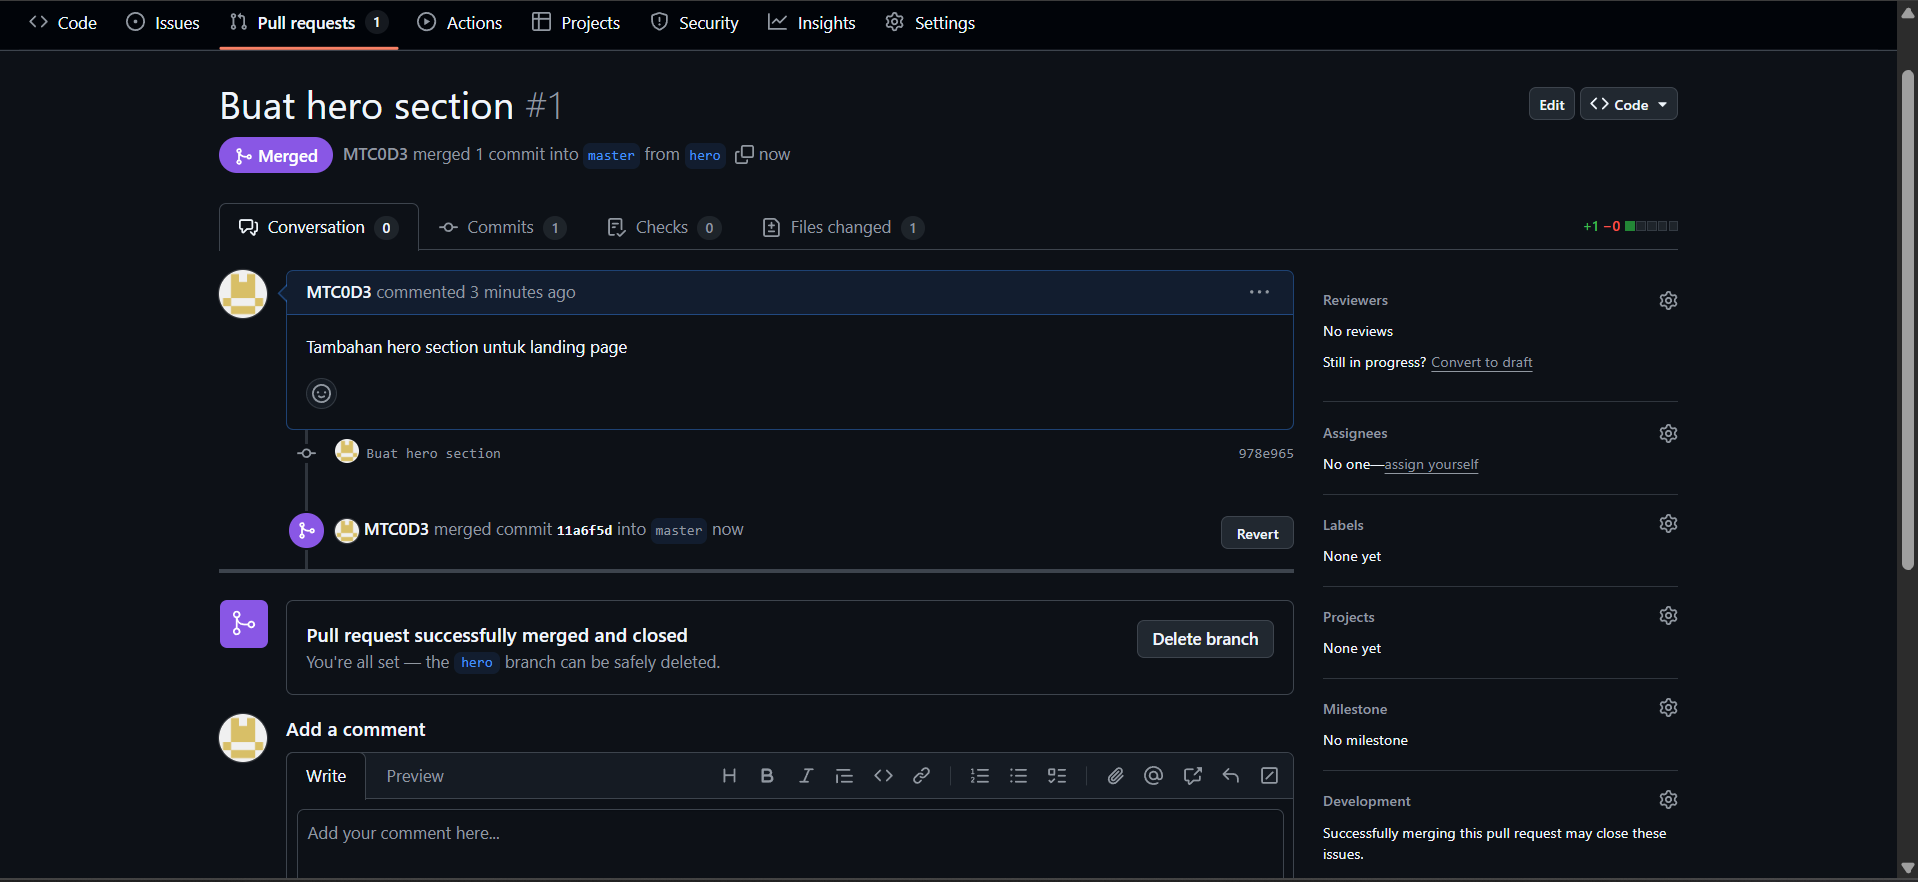 Code Issues Pull requests 1 Actions Projects Security Insights Settings
Buat hero section #1
Edit Code
Merged MTC0D3 merged 1 commit into master from hero now
Conversation 0 Commits 1 Checks 0 Files changed 1
+1 −0
MTC0D3 commented 3 minutes ago
Tambahan hero section untuk landing page
Buat hero section 978e965
MTC0D3 merged commit 11a6f5d into master now
Revert
Pull request successfully merged and closed
You're all set — the hero branch can be safely deleted.
Delete branch
Add a comment
Write Preview
Add your comment here...
Reviewers
No reviews
Still in progress? Convert to draft
Assignees
No one—assign yourself
Labels
None yet
Projects
None yet
Milestone
No milestone
Development
Successfully merging this pull request may close these
issues.